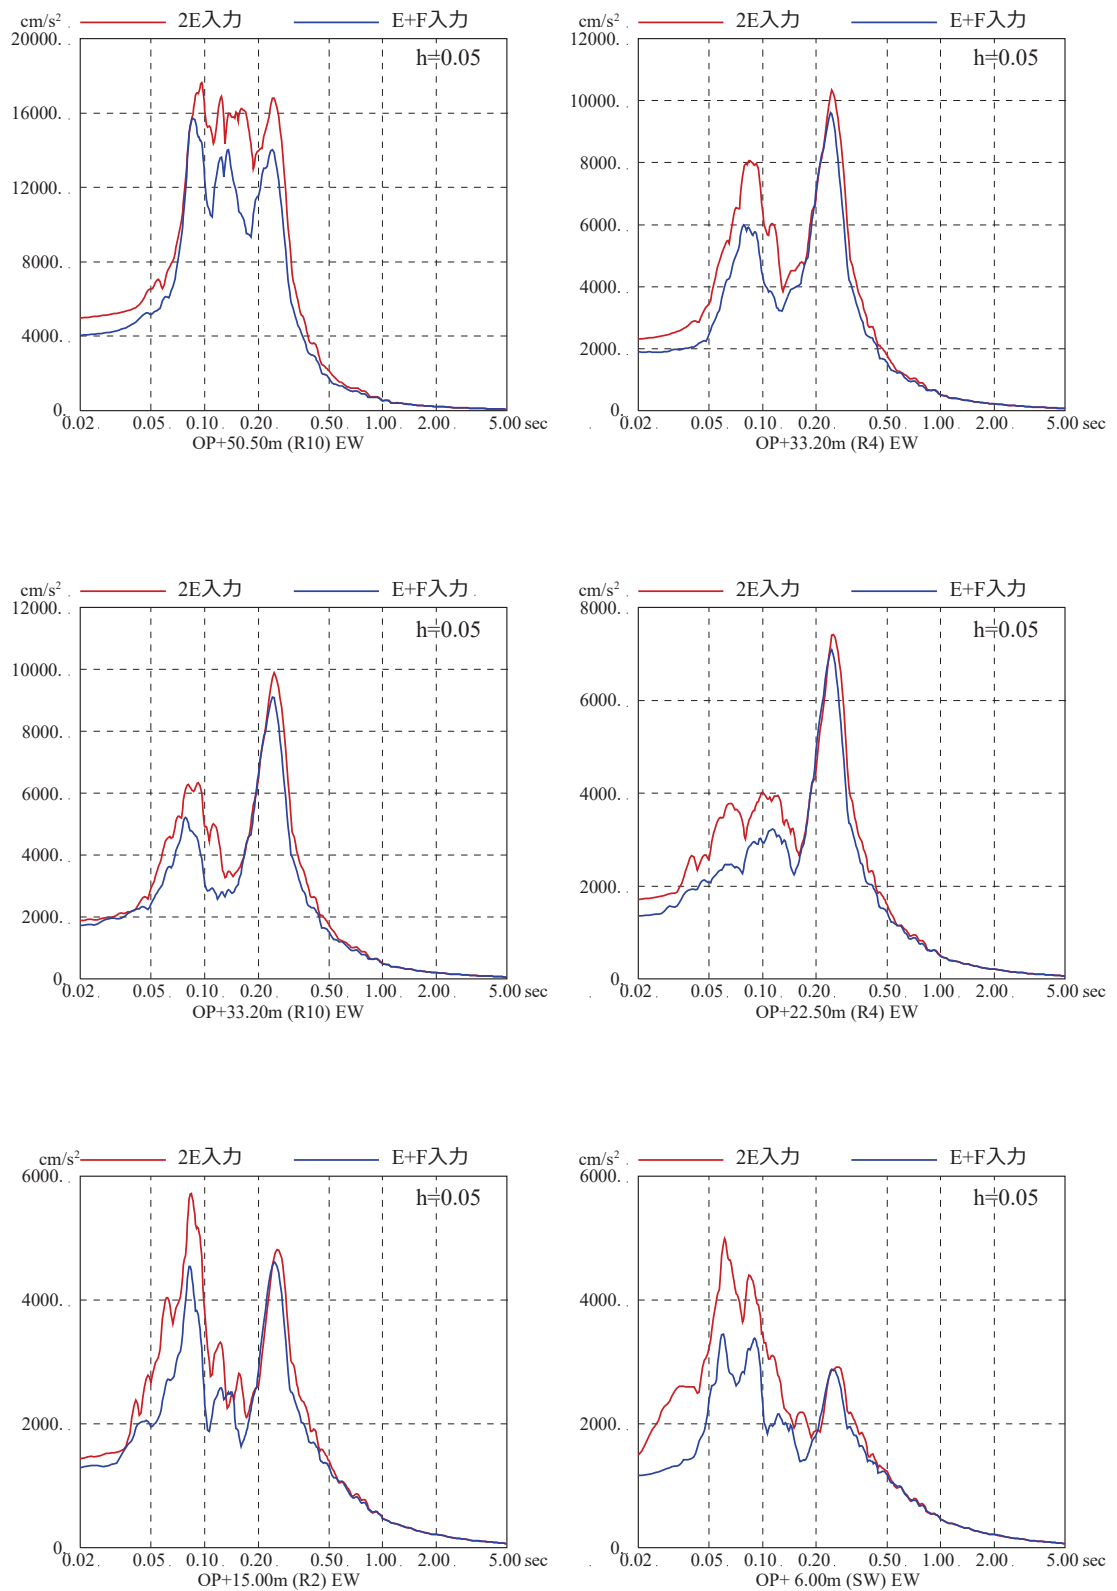 cm/s² 2E入力 E+F入力
20000.
h=0.05
16000.
12000.
8000.
4000.
0.
0.02 0.05 0.10 0.20 0.50 1.00 2.00 5.00 sec
OP+50.50m (R10) EW
cm/s² 2E入力 E+F入力
12000.
h=0.05
10000.
8000.
6000.
4000.
2000.
0.
0.02 0.05 0.10 0.20 0.50 1.00 2.00 5.00 sec
OP+33.20m (R4) EW
cm/s² 2E入力 E+F入力
12000.
h=0.05
10000.
8000.
6000.
4000.
2000.
0.
0.02 0.05 0.10 0.20 0.50 1.00 2.00 5.00 sec
OP+33.20m (R10) EW
cm/s² 2E入力 E+F入力
8000.
h=0.05
6000.
4000.
2000.
0.
0.02 0.05 0.10 0.20 0.50 1.00 2.00 5.00 sec
OP+22.50m (R4) EW
cm/s² 2E入力 E+F入力
6000.
h=0.05
4000.
2000.
0.
0.02 0.05 0.10 0.20 0.50 1.00 2.00 5.00 sec
OP+15.00m (R2) EW
cm/s² 2E入力 E+F入力
6000.
h=0.05
4000.
2000.
0.
0.02 0.05 0.10 0.20 0.50 1.00 2.00 5.00 sec
OP+ 6.00m (SW) EW